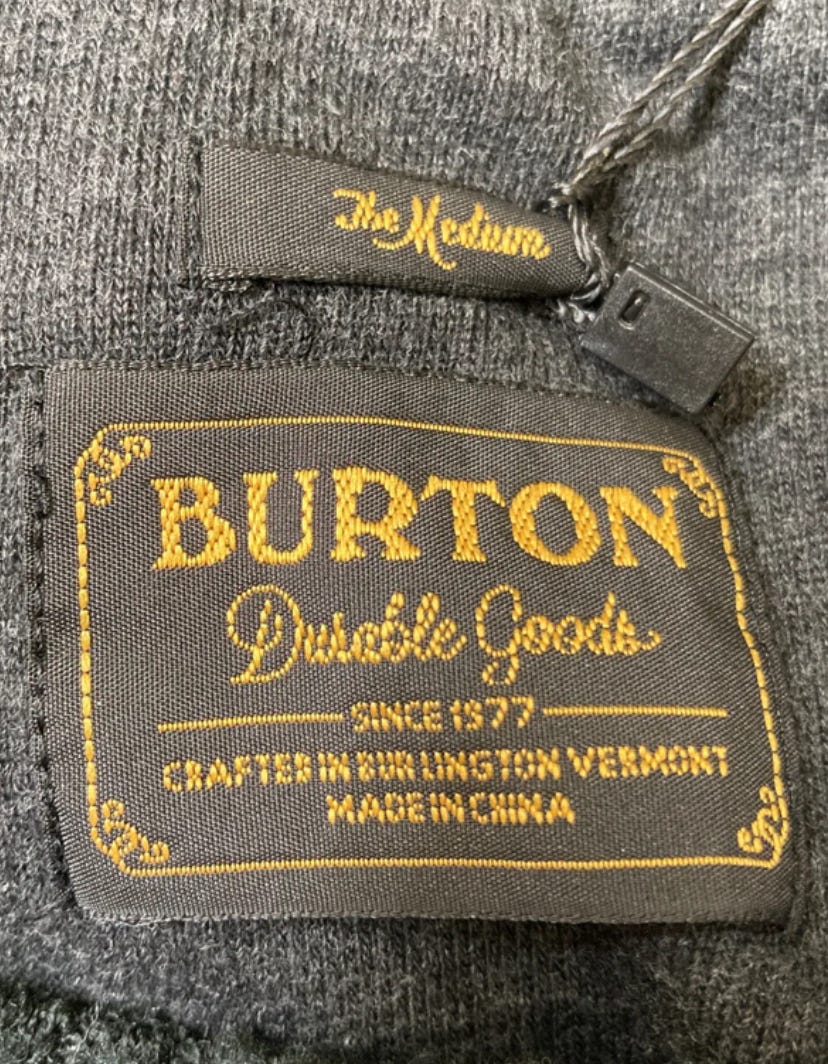 The Medium
BURTON
Durable Goods
SINCE 1977
CRAFTED IN BURLINGTON VERMONT
MADE IN CHINA